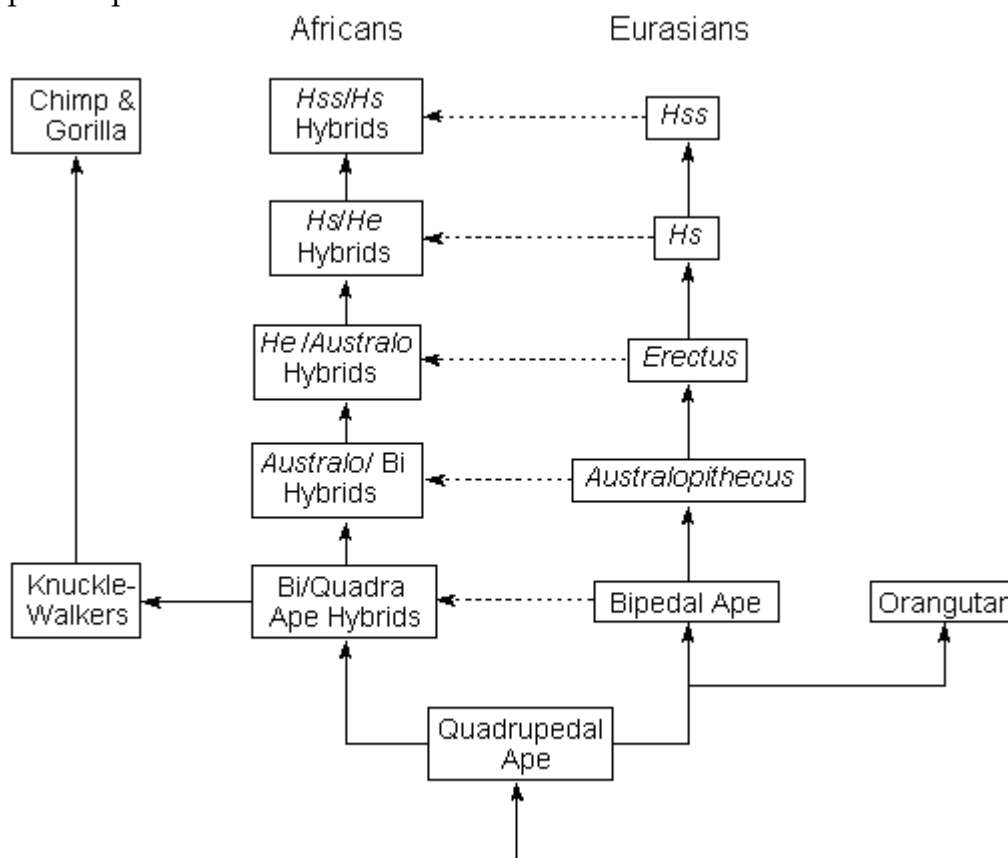 Africans Eurasians
Chimp &
Gorilla
Hss/Hs
Hybrids
Hss
Hs/He
Hybrids
Hs
He /Australo
Hybrids
Erectus
Australo/ Bi
Hybrids
Australopithecus
Knuckle-
Walkers
Bi/Quadra
Ape Hybrids
Bipedal Ape
Orangutan
Quadrupedal
Ape